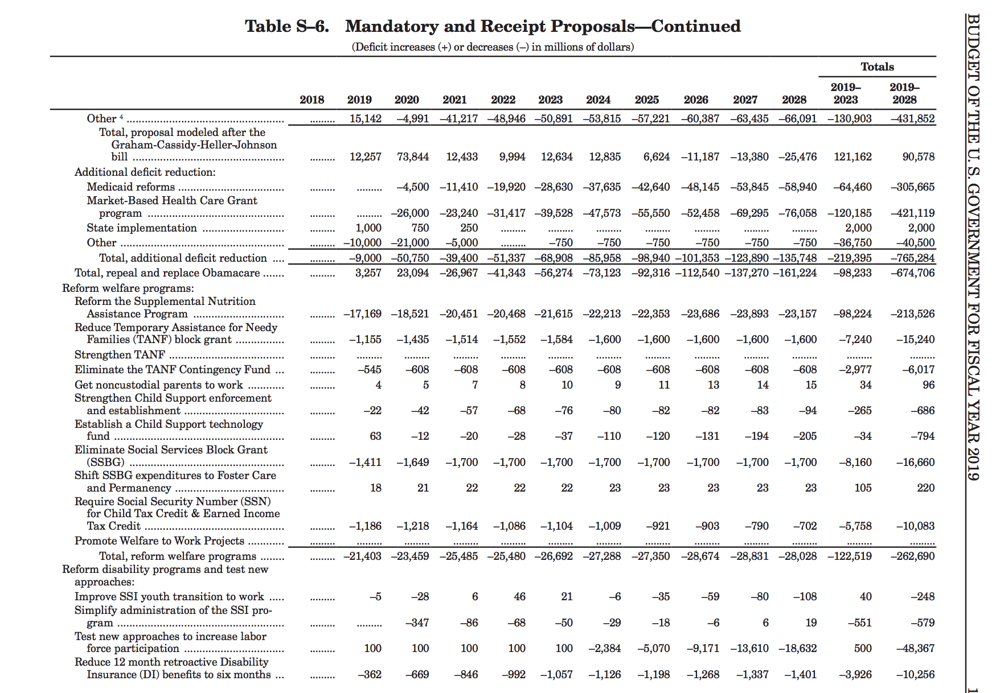 Table S–6. Mandatory and Receipt Proposals—Continued
(Deficit increases (+) or decreases (–) in millions of dollars)
Totals
2018 2019 2020 2021 2022 2023 2024 2025 2026 2027 2028 2019–2023 2019–2028
Other 4 ......... 15,142 –4,991 –41,217 –48,946 –50,891 –53,815 –57,221 –60,387 –63,435 –66,091 –130,903 –431,852
Total, proposal modeled after the
Graham-Cassidy-Heller-Johnson
bill ......... 12,257 73,844 12,433 9,994 12,634 12,835 6,624 –11,187 –13,380 –25,476 121,162 90,578
Additional deficit reduction:
Medicaid reforms ......... ......... –4,500 –11,410 –19,920 –28,630 –37,635 –42,640 –48,145 –53,845 –58,940 –64,460 –305,665
Market-Based Health Care Grant
program ......... ......... –26,000 –23,240 –31,417 –39,528 –47,573 –55,550 –52,458 –69,295 –76,058 –120,185 –421,119
State implementation ......... 1,000 750 250 ......... ......... ......... ......... ......... ......... ......... 2,000 2,000
Other ......... –10,000 –21,000 –5,000 ......... –750 –750 –750 –750 –750 –750 –36,750 –40,500
Total, additional deficit reduction .... ......... –9,000 –50,750 –39,400 –51,337 –68,908 –85,958 –98,940 –101,353 –123,890 –135,748 –219,395 –765,284
Total, repeal and replace Obamacare ....... ......... 3,257 23,094 –26,967 –41,343 –56,274 –73,123 –92,316 –112,540 –137,270 –161,224 –98,233 –674,706
Reform welfare programs:
Reform the Supplemental Nutrition
Assistance Program ......... –17,169 –18,521 –20,451 –20,468 –21,615 –22,213 –22,353 –23,686 –23,893 –23,157 –98,224 –213,526
Reduce Temporary Assistance for Needy
Families (TANF) block grant ......... –1,155 –1,435 –1,514 –1,552 –1,584 –1,600 –1,600 –1,600 –1,600 –1,600 –7,240 –15,240
Strengthen TANF ......... ......... ......... ......... ......... ......... ......... ......... ......... ......... ......... ......... .........
Eliminate the TANF Contingency Fund ... ......... –545 –608 –608 –608 –608 –608 –608 –608 –608 –608 –2,977 –6,017
Get noncustodial parents to work ......... 4 5 7 8 10 9 11 13 14 15 34 96
Strengthen Child Support enforcement
and establishment ......... –22 –42 –57 –68 –76 –80 –82 –82 –83 –94 –265 –686
Establish a Child Support technology
fund ......... 63 –12 –20 –28 –37 –110 –120 –131 –194 –205 –34 –794
Eliminate Social Services Block Grant
(SSBG) ......... –1,411 –1,649 –1,700 –1,700 –1,700 –1,700 –1,700 –1,700 –1,700 –1,700 –8,160 –16,660
Shift SSBG expenditures to Foster Care
and Permanency ......... 18 21 22 22 22 23 23 23 23 23 105 220
Require Social Security Number (SSN)
for Child Tax Credit & Earned Income
Tax Credit ......... –1,186 –1,218 –1,164 –1,086 –1,104 –1,009 –921 –903 –790 –702 –5,758 –10,083
Promote Welfare to Work Projects ......... ......... ......... ......... ......... ......... ......... ......... ......... ......... ......... ......... .........
Total, reform welfare programs ........ ......... –21,403 –23,459 –25,485 –25,480 –26,692 –27,288 –27,350 –28,674 –28,831 –28,028 –122,519 –262,690
Reform disability programs and test new
approaches:
Improve SSI youth transition to work ..... ......... –5 –28 6 46 21 –6 –35 –59 –80 –108 40 –248
Simplify administration of the SSI pro-
gram ......... ......... –347 –86 –68 –50 –29 –18 –6 6 19 –551 –579
Test new approaches to increase labor
force participation ......... 100 100 100 100 100 –2,384 –5,070 –9,171 –13,610 –18,632 500 –48,367
Reduce 12 month retroactive Disability
Insurance (DI) benefits to six months ... ......... –362 –669 –846 –992 –1,057 –1,126 –1,198 –1,268 –1,337 –1,401 –3,926 –10,256
BUDGET OF THE U. S. GOVERNMENT FOR FISCAL YEAR 2019
1